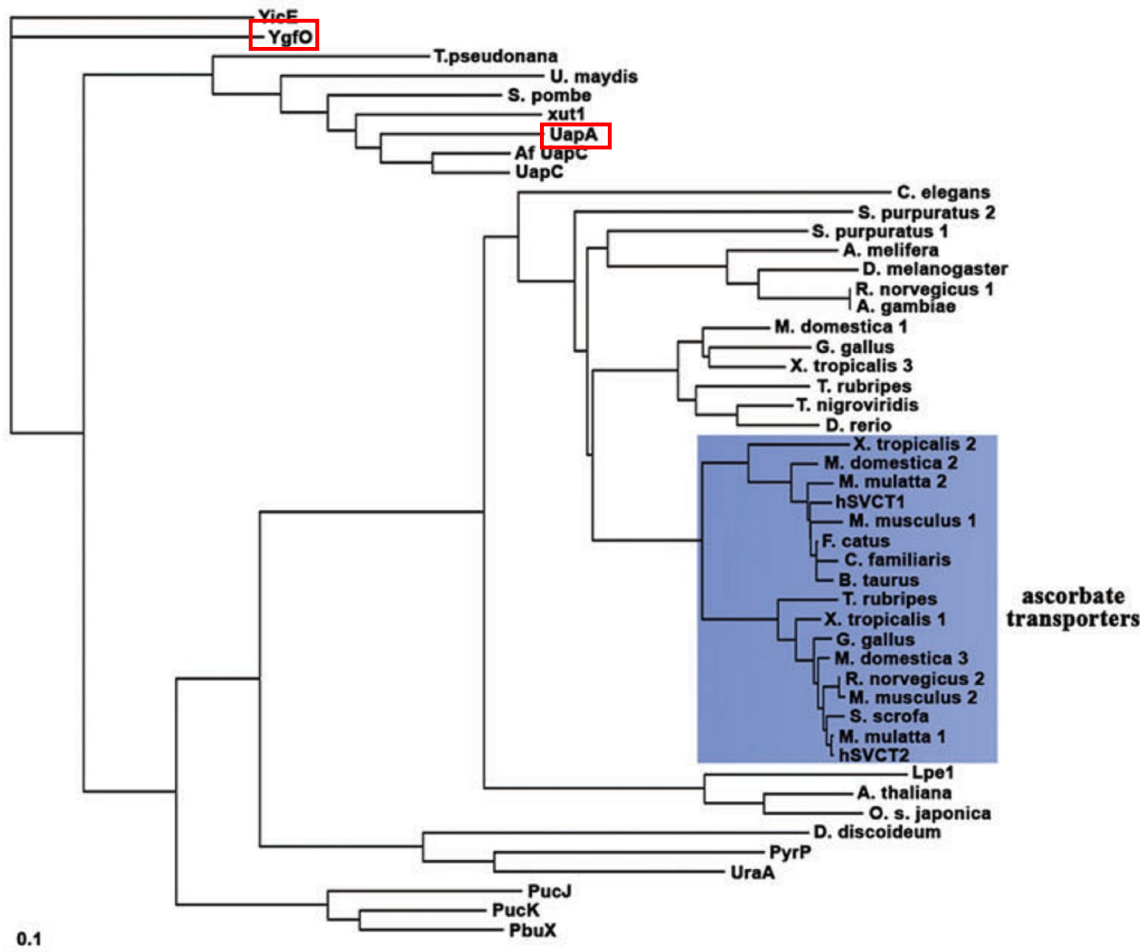 YicE
YgfO
T.pseudonana
U. maydis
S. pombe
xut1
UapA
Af UapC
UapC
C. elegans
S. purpuratus 2
S. purpuratus 1
A. melifera
D. melanogaster
R. norvegicus 1
A. gambiae
M. domestica 1
G. gallus
X. tropicalis 3
T. rubripes
T. nigroviridis
D. rerio
X. tropicalis 2
M. domestica 2
M. mulatta 2
hSVCT1
M. musculus 1
F. catus
C. familiaris
B. taurus
T. rubripes
ascorbate
transporters
X. tropicalis 1
G. gallus
M. domestica 3
R. norvegicus 2
M. musculus 2
S. scrofa
M. mulatta 1
hSVCT2
Lpe1
A. thaliana
O. s. japonica
D. discoideum
PyrP
UraA
PucJ
PucK
PbuX
0.1